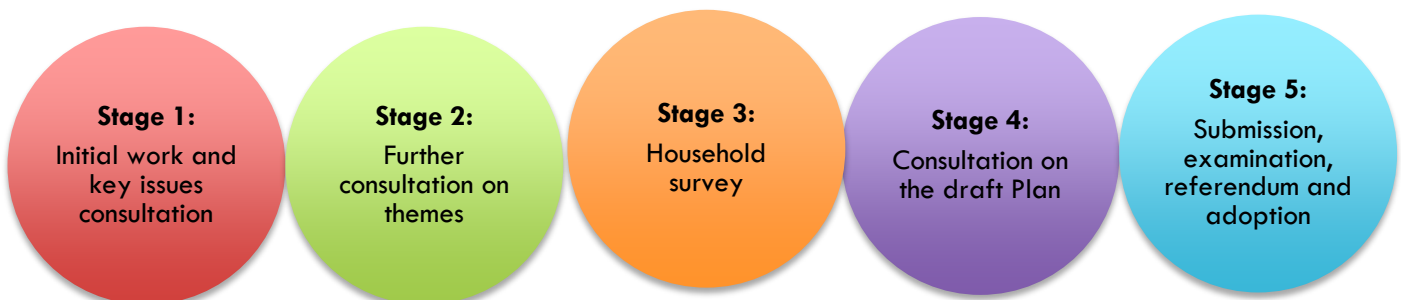 Stage 1:
Initial work and
key issues
consultation
Stage 2:
Further
consultation on
themes
Stage 3:
Household
survey
Stage 4:
Consultation on
the draft Plan
Stage 5:
Submission,
examination,
referendum and
adoption